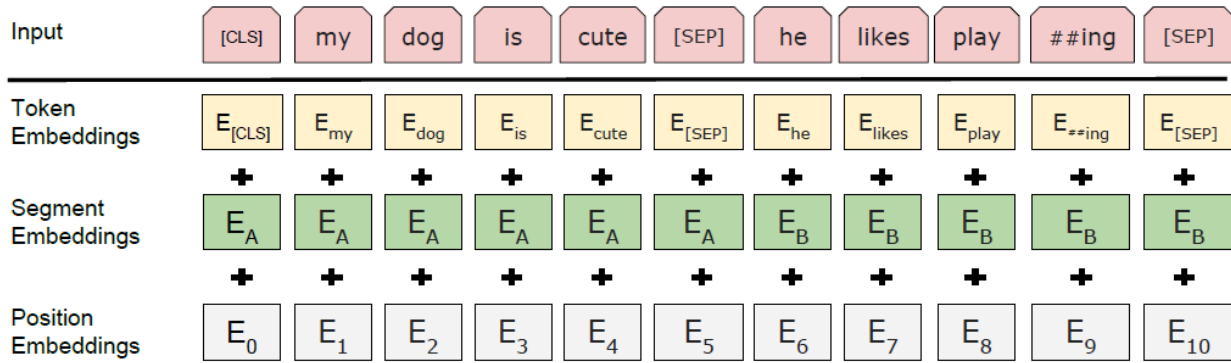 Input [CLS] my dog is cute [SEP] he likes play ##ing [SEP]
Token
Embeddings
E[CLS] Emy Edog Eis Ecute E[SEP] Ehe Elikes Eplay E##ing E[SEP]
+ + + + + + + + + + +
Segment
Embeddings
EA EA EA EA EA EA EB EB EB EB EB
+ + + + + + + + + + +
Position
Embeddings
E0 E1 E2 E3 E4 E5 E6 E7 E8 E9 E10